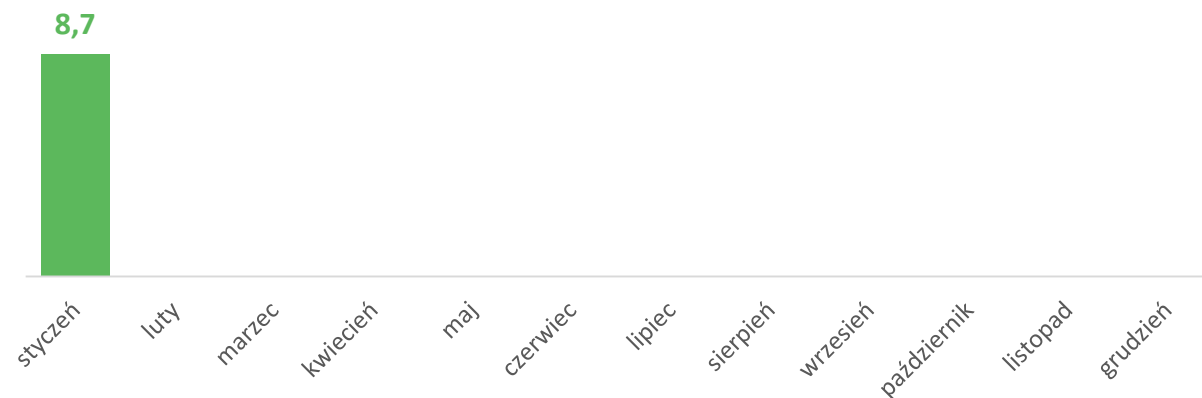 8,7
styczeń
luty
marzec
kwiecień
maj
czerwiec
lipiec
sierpień
wrzesień
październik
listopad
grudzień